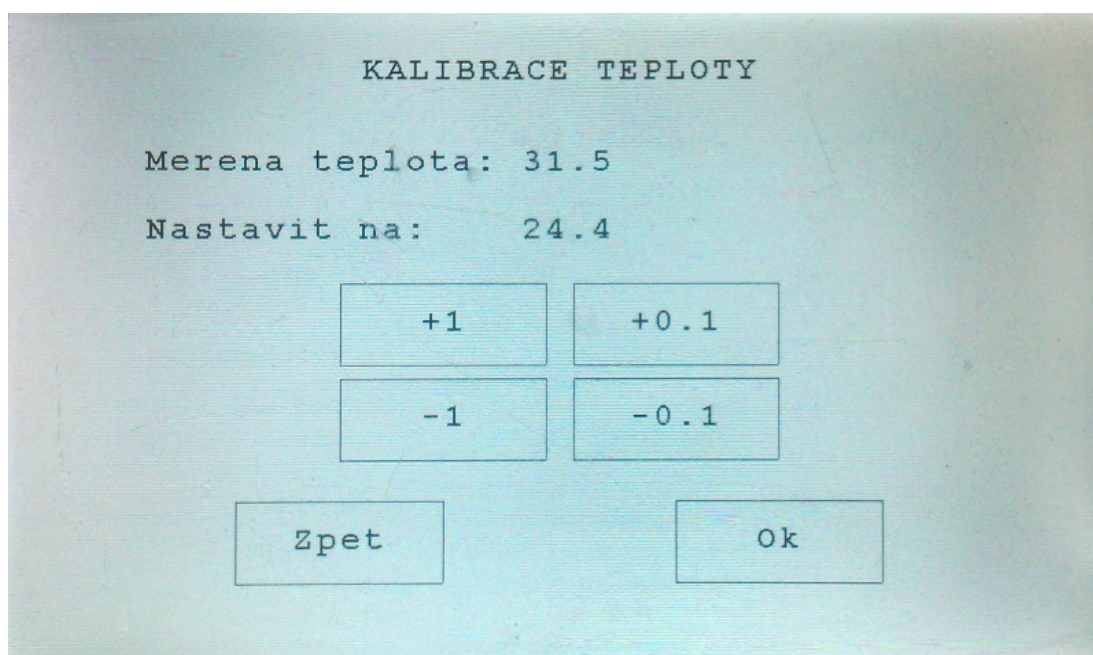 KALIBRACE TEPLOTY
Merena teplota: 31.5
Nastavit na: 24.4
+1 +0.1
-1 -0.1
Zpet Ok